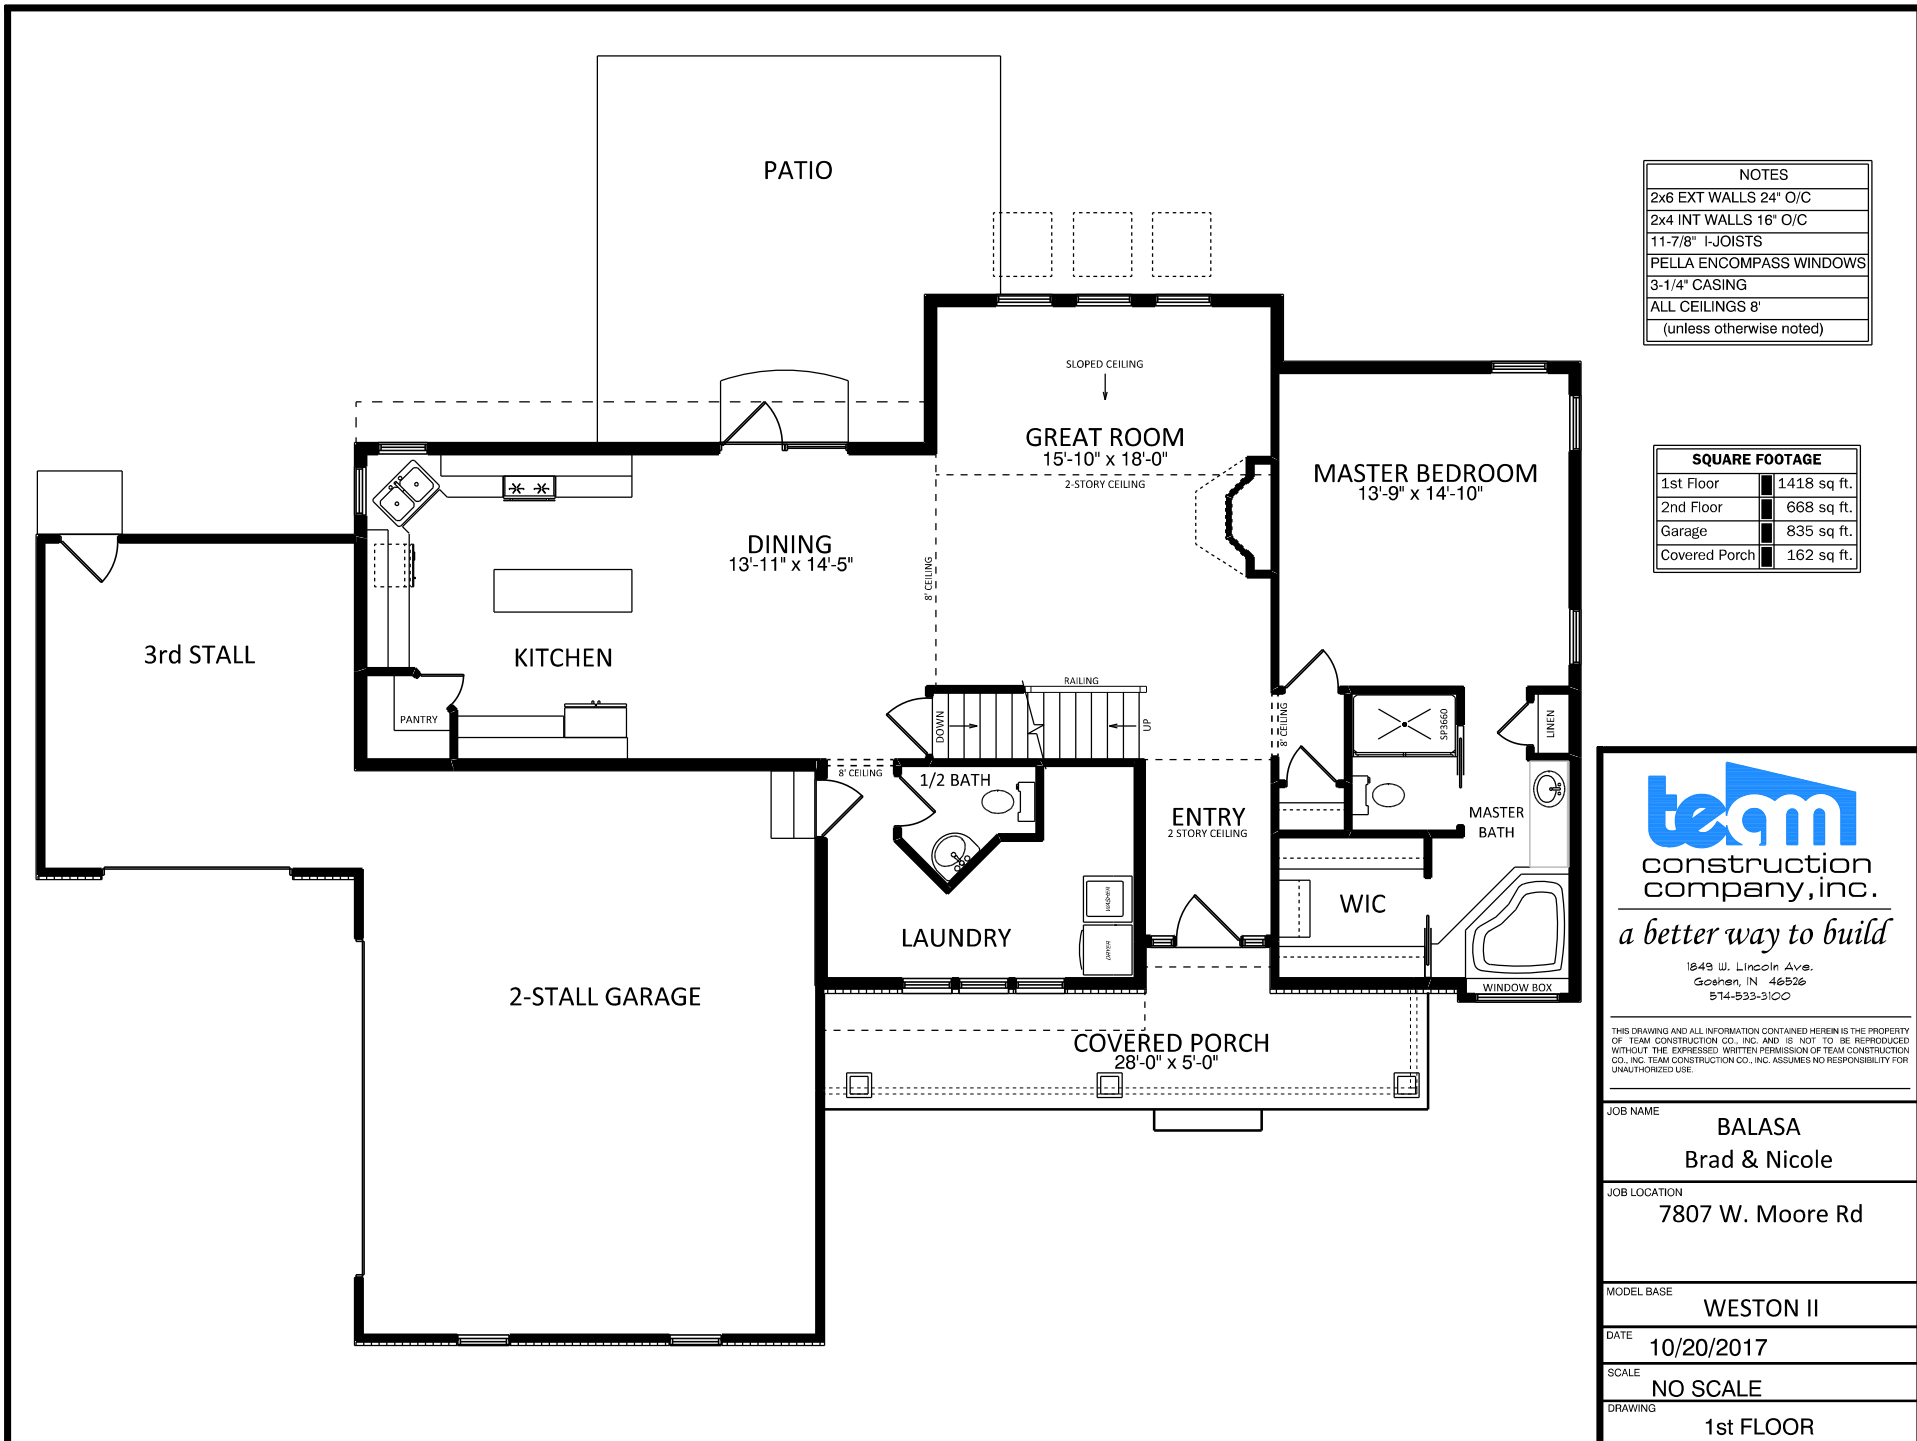 PATIO
SLOPED CEILING
GREAT ROOM
15'-10" x 18'-0"
2-STORY CEILING
MASTER BEDROOM
13'-9" x 14'-10"
DINING
13'-11" x 14'-5"
8' CEILING
3rd STALL
KITCHEN
PANTRY
RAILING
DOWN
UP
8' CEILING
SP3660
LINEN
8' CEILING
1/2 BATH
ENTRY
2 STORY CEILING
MASTER
BATH
WIC
WASHER
DRYER
LAUNDRY
2-STALL GARAGE
WINDOW BOX
COVERED PORCH
28'-0" x 5'-0"
NOTES
2x6 EXT WALLS 24" O/C
2x4 INT WALLS 16" O/C
11-7/8" I-JOISTS
PELLA ENCOMPASS WINDOWS
3-1/4" CASING
ALL CEILINGS 8'
(unless otherwise noted)
SQUARE FOOTAGE
1st Floor 1418 sq ft.
2nd Floor 668 sq ft.
Garage 835 sq ft.
Covered Porch 162 sq ft.
team
construction
company,inc.
a better way to build
1849 W. Lincoln Ave.
Goshen, IN 46526
574-533-3100
THIS DRAWING AND ALL INFORMATION CONTAINED HEREIN IS THE PROPERTY
OF TEAM CONSTRUCTION CO., INC. AND IS NOT TO BE REPRODUCED
WITHOUT THE EXPRESSED WRITTEN PERMISSION OF TEAM CONSTRUCTION
CO., INC. TEAM CONSTRUCTION CO., INC. ASSUMES NO RESPONSIBILITY FOR
UNAUTHORIZED USE.
JOB NAME
BALASA
Brad & Nicole
JOB LOCATION
7807 W. Moore Rd
MODEL BASE
WESTON II
DATE
10/20/2017
SCALE
NO SCALE
DRAWING
1st FLOOR